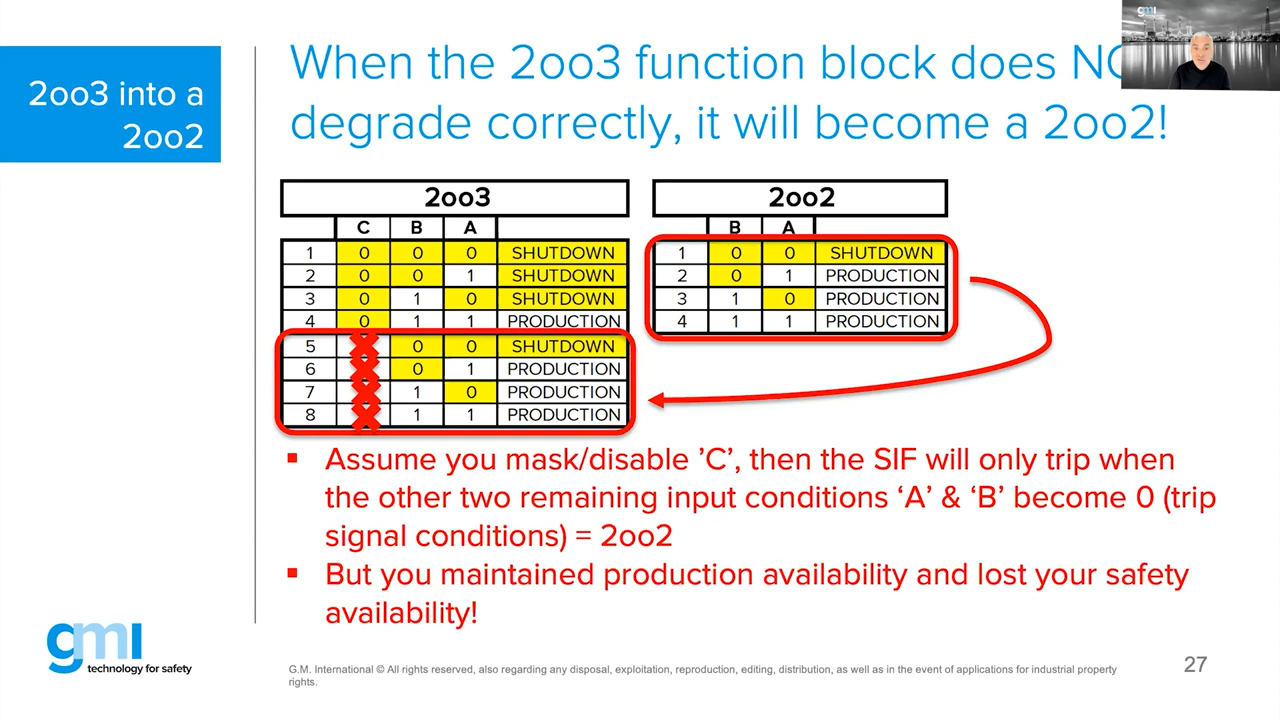 2oo3 into a
2oo2
When the 2oo3 function block does
degrade correctly, it will become a 2oo2!
2oo3
C B A
1 0 0 0 SHUTDOWN
2 0 0 1 SHUTDOWN
3 0 1 0 SHUTDOWN
4 0 1 1 PRODUCTION
5 0 0 SHUTDOWN
6 0 1 PRODUCTION
7 1 0 PRODUCTION
8 1 1 PRODUCTION
2oo2
B A
1 0 0 SHUTDOWN
2 0 1 PRODUCTION
3 1 0 PRODUCTION
4 1 1 PRODUCTION
▪ Assume you mask/disable ’C’, then the SIF will only trip when
the other two remaining input conditions ‘A’ & ‘B’ become 0 (trip
signal conditions) = 2oo2
▪ But you maintained production availability and lost your safety
availability!
gmi
technology for safety
G.M. International © All rights reserved, also regarding any disposal, exploitation, reproduction, editing, distribution, as well as in the event of applications for industrial property
rights.
27
gmi